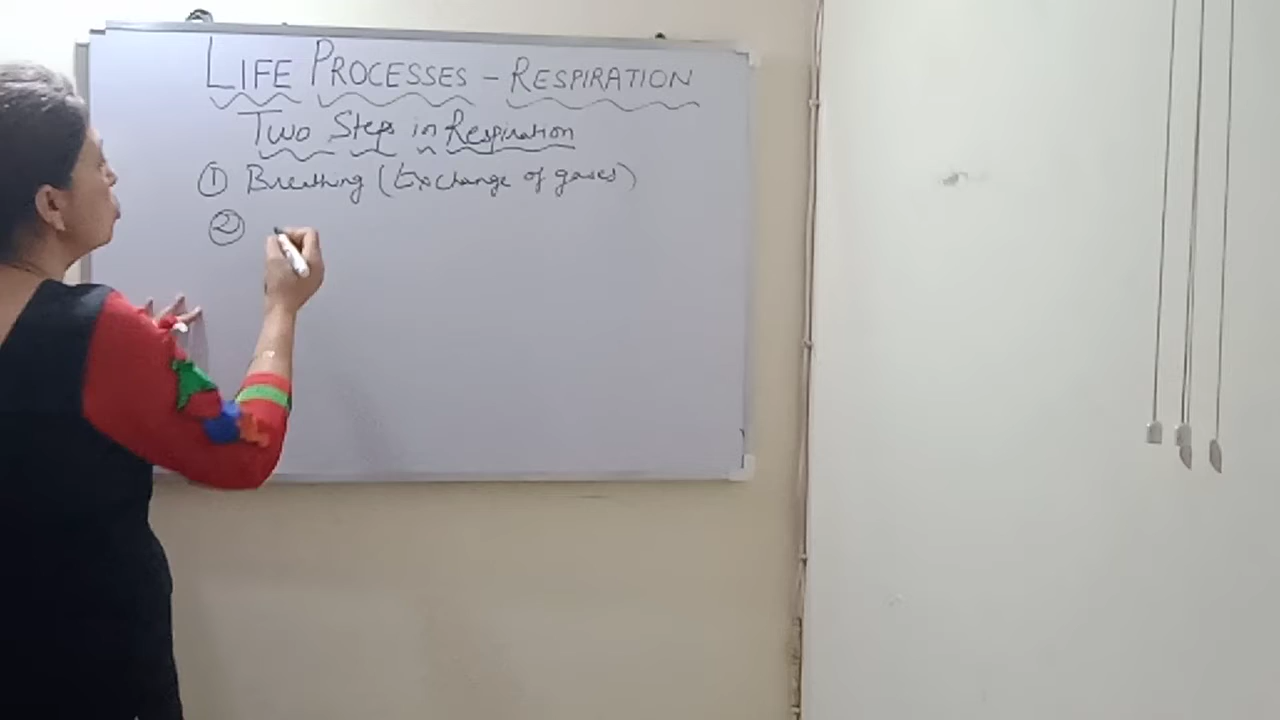 LIFE PROCESSES - RESPIRATION
Two Steps in Respiration
① Breathing (Exchange of gases)
②